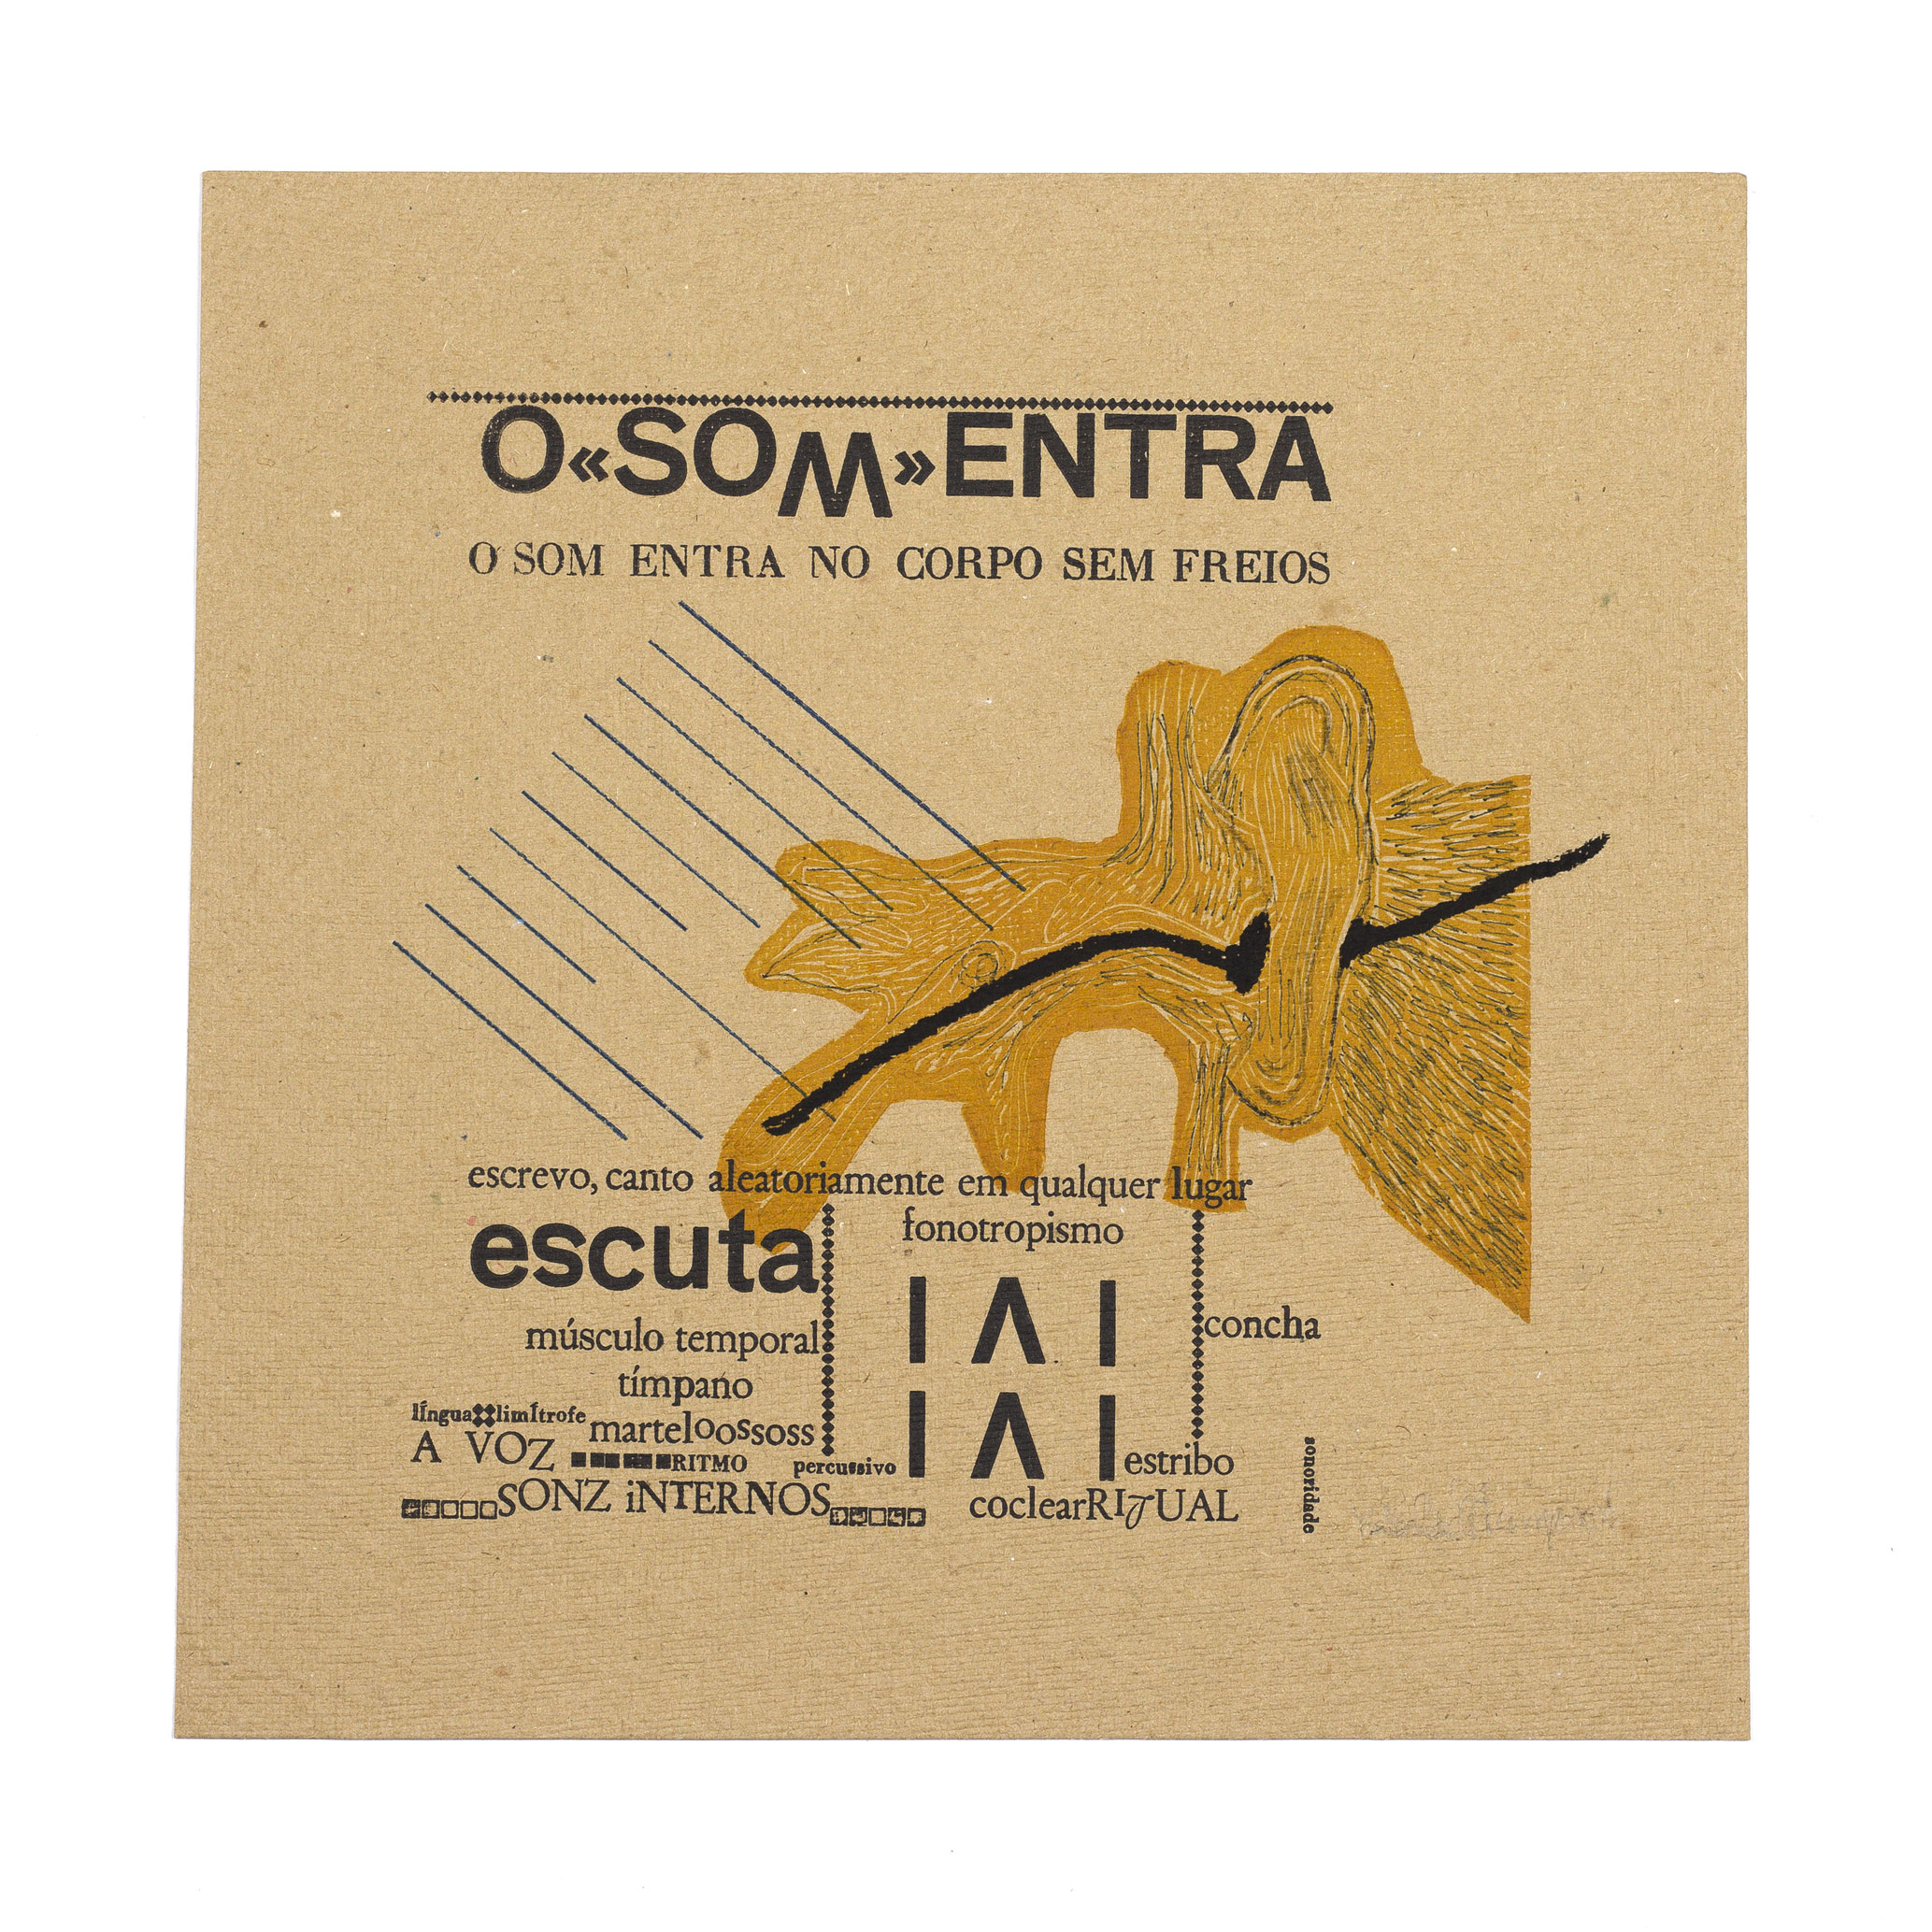 O«SOM»ENTRA
O SOM ENTRA NO CORPO SEM FREIOS
escrevo, canto aleatoriamente em qualquer lugar
escuta
fonotropismo
I Λ I
I Λ I
músculo temporal
tímpano
língua limítrofe
marteloossoss
A VOZ
RITMO
percussivo
SONZ iNTERNOS
concha
estribo
coclearRITUAL
sonoridade